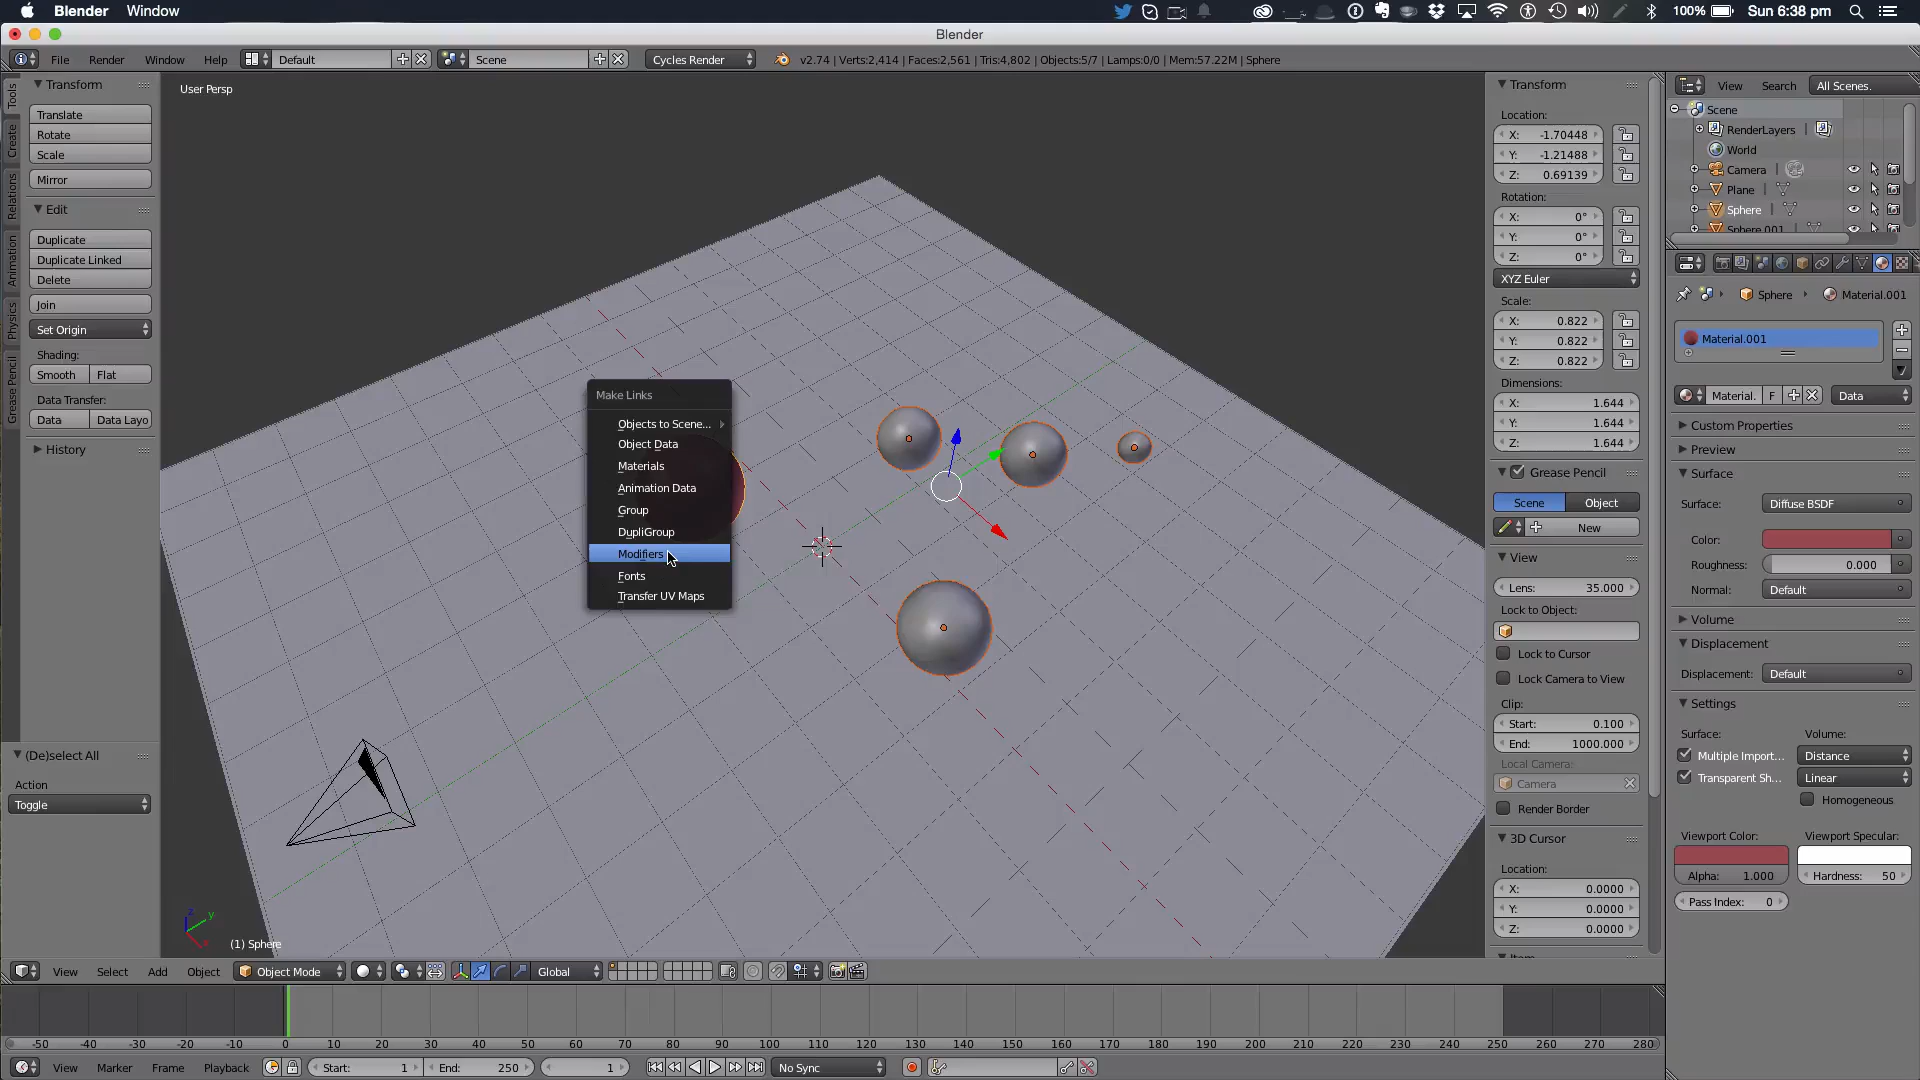 Blender Window
100% Sun 6:38 pm
Blender
File Render Window Help Default Scene Cycles Render v2.74 | Verts:2,414 | Faces:2,561 | Tris:4,802 | Objects:5/7 | Lamps:0/0 | Mem:57.22M | Sphere
Tools
Create
Relations
Animation
Physics
Grease Pencil
Transform
Translate
Rotate
Scale
Mirror
Edit
Duplicate
Duplicate Linked
Delete
Join
Set Origin
Shading:
Smooth Flat
Data Transfer:
Data Data Layo
History
(De)select All
Action
Toggle
User Persp
Make Links
Objects to Scene...
Object Data
Materials
Animation Data
Group
DupliGroup
Modifiers
Fonts
Transfer UV Maps
z
y
x
(1) Sphere
Transform
Location:
X: -1.70448
Y: -1.21488
Z: 0.69139
Rotation:
X: 0°
Y: 0°
Z: 0°
XYZ Euler
Scale:
X: 0.822
Y: 0.822
Z: 0.822
Dimensions:
X: 1.644
Y: 1.644
Z: 1.644
Grease Pencil
Scene Object
New
View
Lens: 35.000
Lock to Object:
Lock to Cursor
Lock Camera to View
Clip:
Start: 0.100
End: 1000.000
Local Camera:
Camera
Render Border
3D Cursor
Location:
X: 0.0000
Y: 0.0000
Z: 0.0000
Item
View Search All Scenes.
Scene
RenderLayers
World
Camera
Plane
Sphere
Sphere.001
Sphere Material.001
Material.001
Material. F Data
Custom Properties
Preview
Surface
Surface: Diffuse BSDF
Color:
Roughness: 0.000
Normal: Default
Volume
Displacement
Displacement: Default
Settings
Surface: Volume:
Multiple Import... Distance
Transparent Sh... Linear
Homogeneous
Viewport Color: Viewport Specular:
Alpha: 1.000 Hardness: 50
Pass Index: 0
View Select Add Object Object Mode Global
-50 -40 -30 -20 -10 0 10 20 30 40 50 60 70 80 90 100 110 120 130 140 150 160 170 180 190 200 210 220 230 240 250 260 270 280
View Marker Frame Playback Start: 1 End: 250 1 No Sync